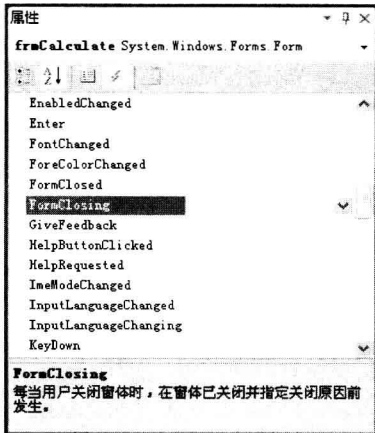 属性
frmCalculate System.Windows.Forms.Form
EnabledChanged
Enter
FontChanged
ForeColorChanged
FormClosed
FormClosing
GiveFeedback
HelpButtonClicked
HelpRequested
ImeModeChanged
InputLanguageChanged
InputLanguageChanging
KeyDown
FormClosing
每当用户关闭窗体时，在窗体已关闭并指定关闭原因前
发生。